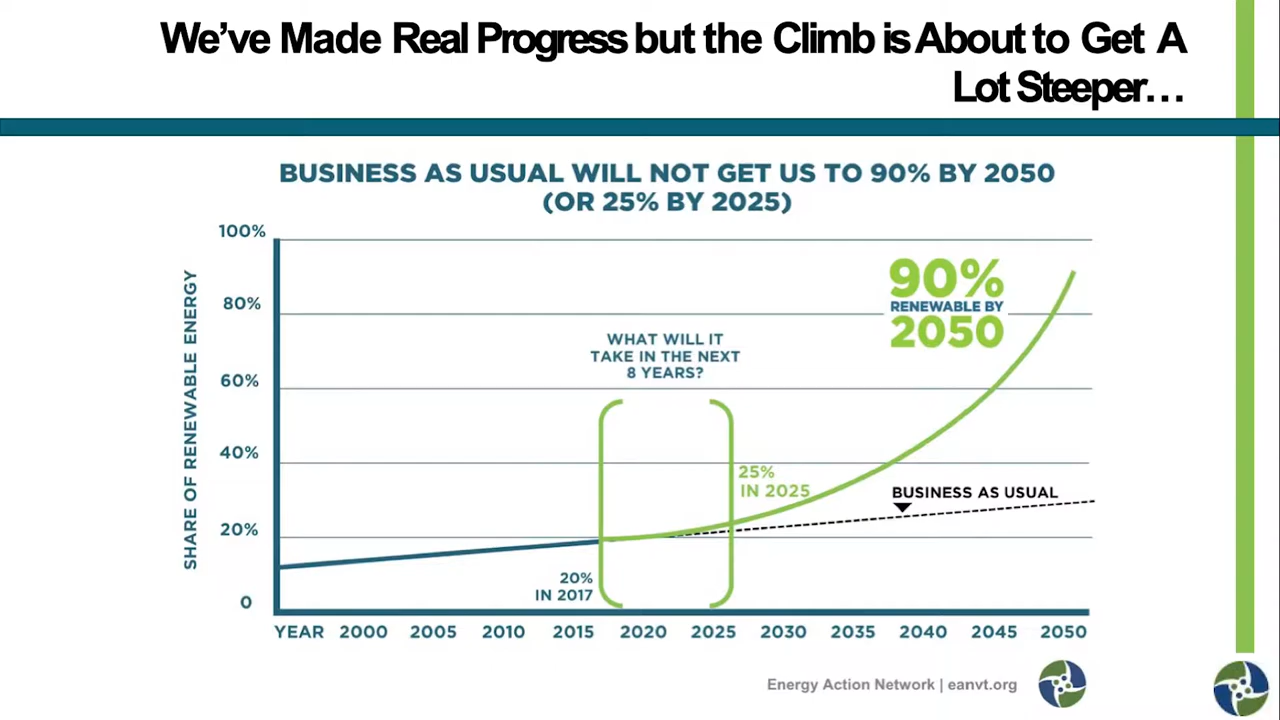 We’ve Made Real Progress but the Climb is About to Get A
Lot Steeper…
BUSINESS AS USUAL WILL NOT GET US TO 90% BY 2050
(OR 25% BY 2025)
SHARE OF RENEWABLE ENERGY
100%
80%
60%
40%
20%
0
90%
RENEWABLE BY
2050
WHAT WILL IT
TAKE IN THE NEXT
8 YEARS?
25%
IN 2025
BUSINESS AS USUAL
20%
IN 2017
YEAR 2000 2005 2010 2015 2020 2025 2030 2035 2040 2045 2050
Energy Action Network | eanvt.org